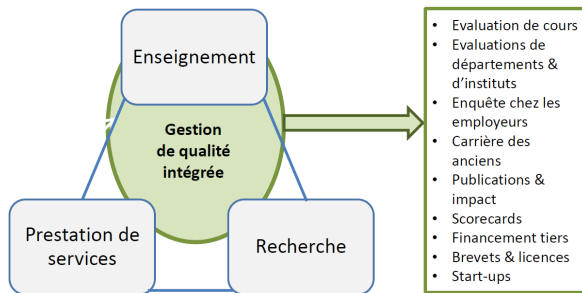 Enseignement
Gestion
de qualité
intégrée
Prestation de
services
Recherche
• Evaluation de cours
• Evaluations de
départements &
d'instituts
• Enquête chez les
employeurs
• Carrière des
anciens
• Publications &
impact
• Scorecards
• Financement tiers
• Brevets & licences
• Start-ups